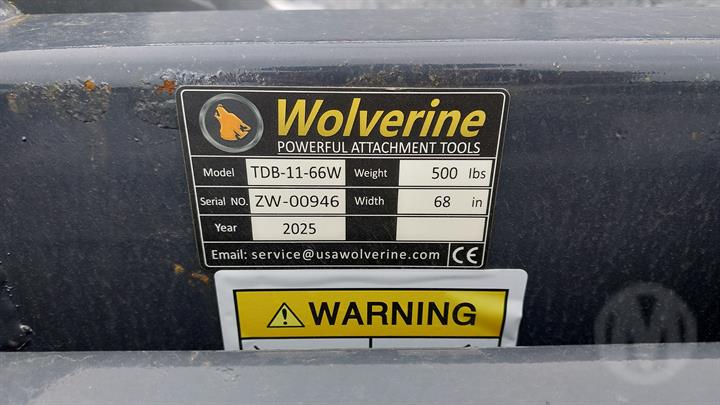 Wolverine
POWERFUL ATTACHMENT TOOLS
Model TDB-11-66W Weight 500 lbs
Serial NO. ZW-00946 Width 68 in
Year 2025
Email: service@usawolverine.com CE
WARNING
M